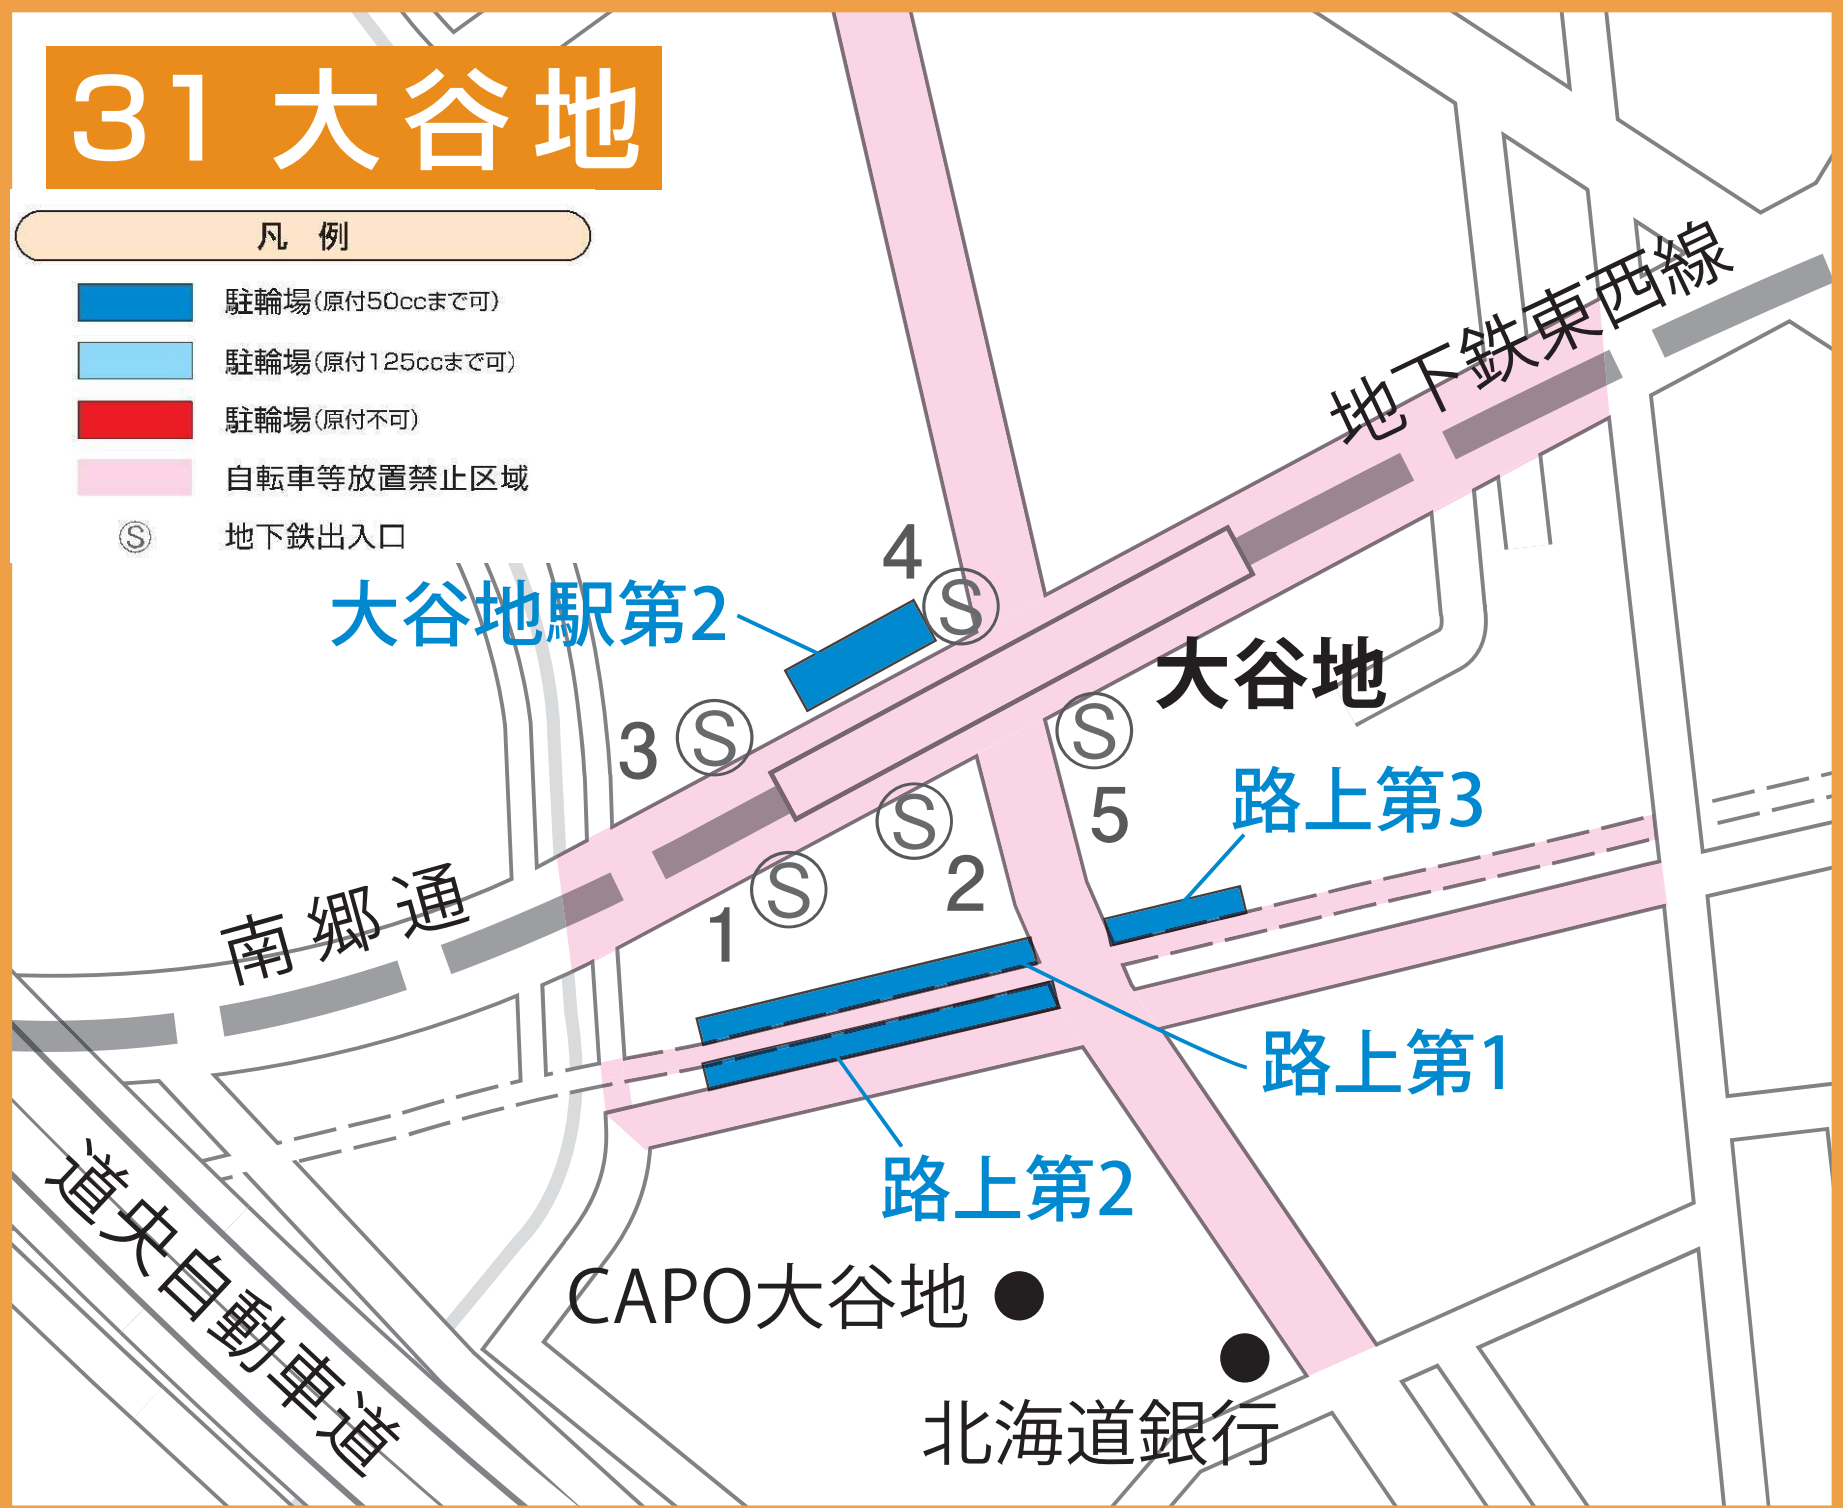 31 大谷地
凡 例
駐輪場(原付50ccまで可)
駐輪場(原付125ccまで可)
駐輪場(原付不可)
自転車等放置禁止区域
Ⓢ 地下鉄出入口
地下鉄東西線
4 Ⓢ
大谷地駅第2
大谷地
3 Ⓢ
Ⓢ 5
路上第3
Ⓢ 2
南郷通
1 Ⓢ
路上第1
路上第2
道央自動車道
CAPO大谷地
北海道銀行